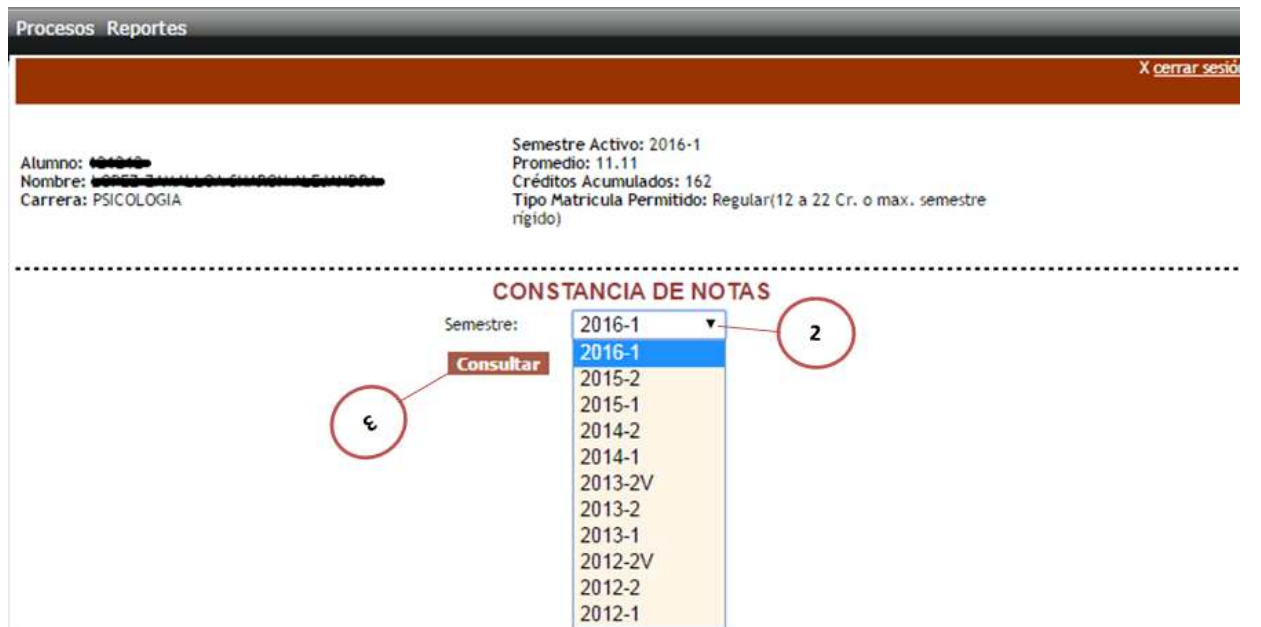 Procesos Reportes
X cerrar sesión
Alumno:
Nombre:
Carrera: PSICOLOGIA
Semestre Activo: 2016-1
Promedio: 11.11
Créditos Acumulados: 162
Tipo Matricula Permitido: Regular(12 a 22 Cr. o max. semestre
rígido)
CONSTANCIA DE NOTAS
Semestre: 2016-1
2
Consultar
3
2016-1
2015-2
2015-1
2014-2
2014-1
2013-2V
2013-2
2013-1
2012-2V
2012-2
2012-1